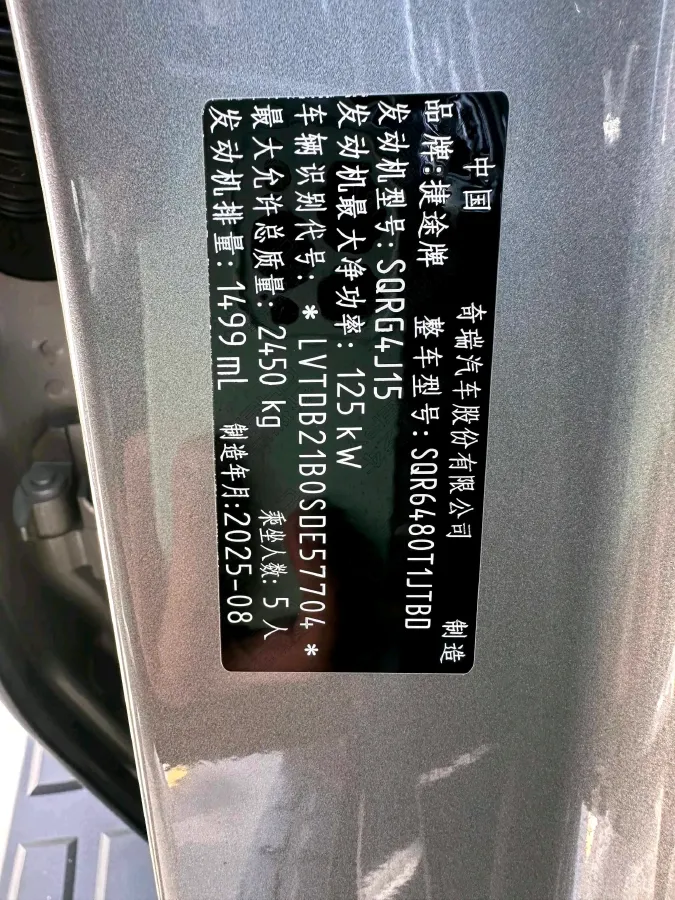 中国 奇瑞汽车股份有限公司 制造
品牌:捷途牌 整车型号:SQR6480T1JTBD
发动机型号:SQRG4J15
发动机最大净功率: 125 kW
车辆识别代号: * LVTDB21B0SDE57704 *
最大允许总质量: 2450 kg 乘坐人数: 5 人
发动机排量: 1499 mL 制造年月:2025-08